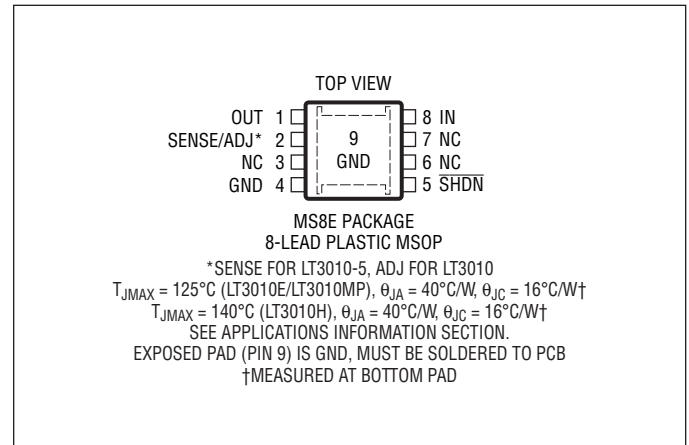 TOP VIEW
OUT 1
8 IN
SENSE/ADJ* 2
7 NC
NC 3
6 NC
GND 4
5 SHDN
9
GND
MS8E PACKAGE
8-LEAD PLASTIC MSOP
*SENSE FOR LT3010-5, ADJ FOR LT3010
TJMAX = 125°C (LT3010E/LT3010MP), θJA = 40°C/W, θJC = 16°C/W†
TJMAX = 140°C (LT3010H), θJA = 40°C/W, θJC = 16°C/W†
SEE APPLICATIONS INFORMATION SECTION.
EXPOSED PAD (PIN 9) IS GND, MUST BE SOLDERED TO PCB
†MEASURED AT BOTTOM PAD